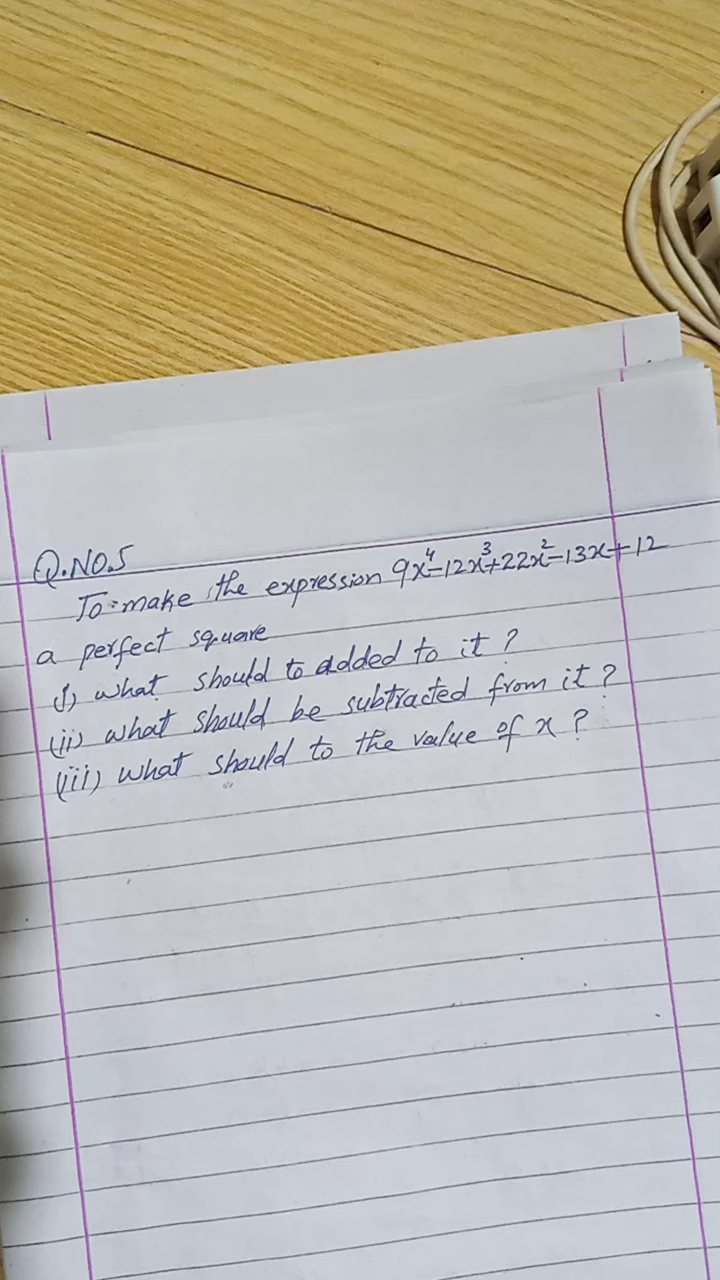 Q.NO.5
To make the expression 9x⁴-12x³+22x²-13x+12
a perfect square
(i) what should to added to it ?
(ii) what should be subtracted from it ?
(iii) what should to the value of x ?